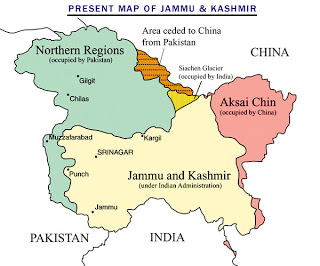 PRESENT MAP OF JAMMU & KASHMIR
Area ceded to China
from Pakistan
CHINA
Northern Regions
(occupied by Pakistan)
Siachen Glacier
(occupied by India)
Gilgit
Chilas
Aksai Chin
(occupied by China)
Muzzafarabad
Kargil
SRINAGAR
Punch
Jammu and Kashmir
(under Indian Administration)
Jammu
PAKISTAN
INDIA